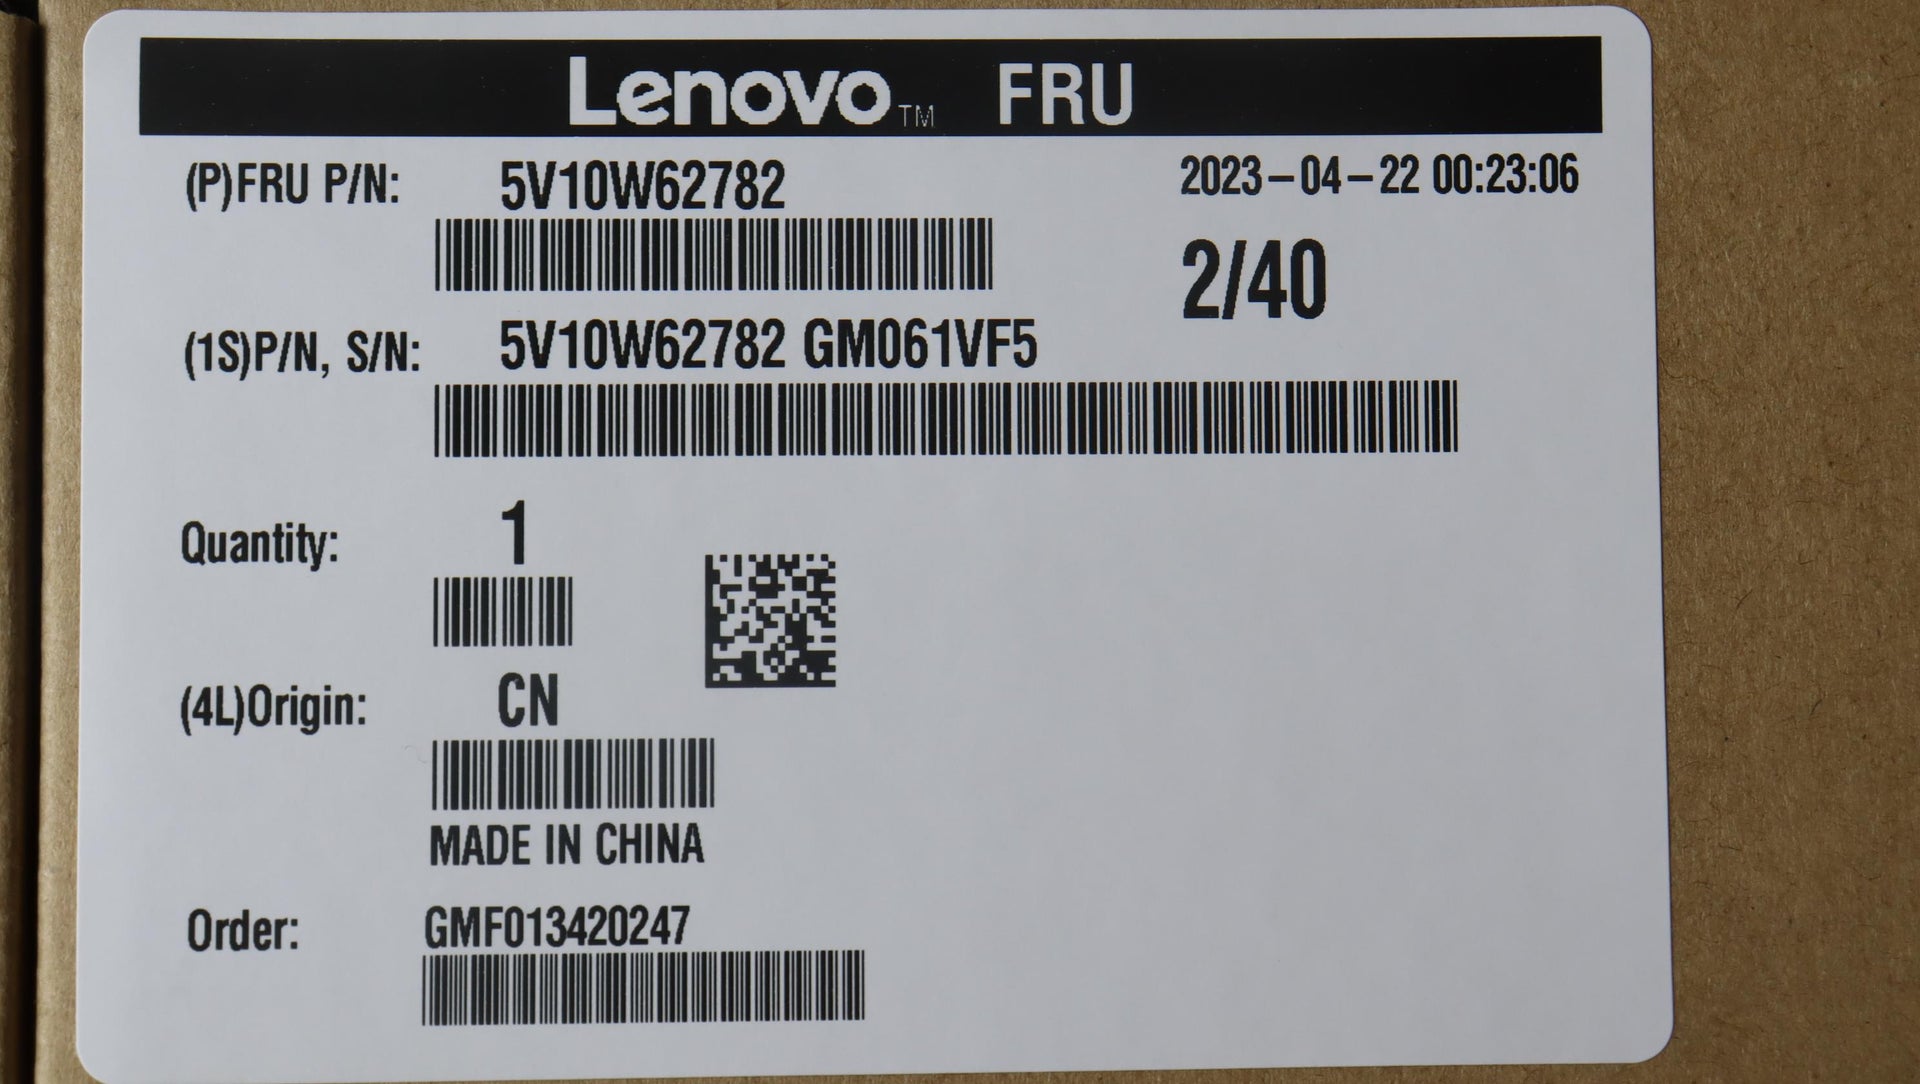 Lenovo™ FRU
(P)FRU P/N: 5V10W62782 2023-04-22 00:23:06
2/40
(1S)P/N, S/N: 5V10W62782 GM061VF5
Quantity: 1
(4L)Origin: CN
MADE IN CHINA
Order: GMF013420247